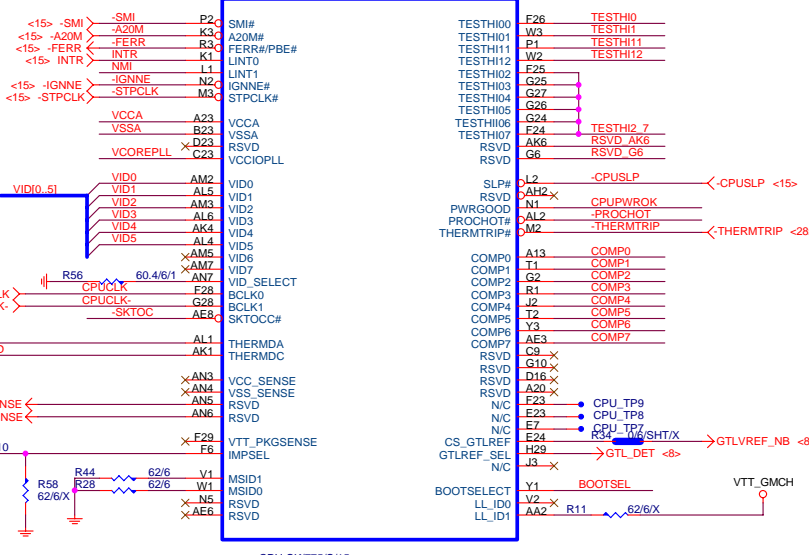 <15> -SMI -SMI P2 SMI# TESTHI00 F26 TESTHI0
<15> -A20M -A20M K3 A20M# TESTHI01 W3 TESTHI1
<15> -FERR -FERR R3 FERR#/PBE# TESTHI11 P1 TESTHI11
<15> INTR INTR K1 LINT0 TESTHI12 W2 TESTHI12
NMI L1 LINT1 TESTHI02 F25
<15> -IGNNE -IGNNE N2 IGNNE# TESTHI03 G25
<15> -STPCLK -STPCLK M3 STPCLK# TESTHI04 G27
TESTHI05 G26
VCCA A23 VCCA TESTHI06 G24
VSSA B23 VSSA TESTHI07 F24 TESTHI2_7
D23 RSVD RSVD AK6 RSVD_AK6
VCOREPLL C23 VCCIOPLL RSVD G6 RSVD_G6
VID[0..5] VID0 AM2 VID0 SLP# L2 -CPUSLP -CPUSLP <15>
VID1 AL5 VID1 RSVD AH2
VID2 AM3 VID2 PWRGOOD N1 CPUPWROK
VID3 AL6 VID3 PROCHOT# AL2 -PROCHOT
VID4 AK4 VID4 THERMTRIP# M2 -THERMTRIP -THERMTRIP <28
VID5 AL4 VID5
AM5 VID6 COMP0 A13 COMP0
AM7 VID7 COMP1 T1 COMP1
R56 60.4/6/1 AN7 VID_SELECT COMP2 G2 COMP2
LK CPUCLK F28 BCLK0 COMP3 R1 COMP3
K- CPUCLK- G28 BCLK1 COMP4 J2 COMP4
-SKTOC AE8 SKTOCC# COMP5 T2 COMP5
COMP6 Y3 COMP6
AL1 THERMDA COMP7 AE3 COMP7
AK1 THERMDC RSVD C9
RSVD G10
AN3 VCC_SENSE RSVD D16
AN4 VSS_SENSE RSVD A20
NSE AN5 RSVD N/C F23 CPU_TP9
NSE AN6 RSVD N/C E23 CPU_TP8
N/C E7 CPU_TP7
F29 VTT_PKGSENSE CS_GTLREF E24 R34 0/6/SHT/X GTLVREF_NB <8
10 F6 IMPSEL GTLREF_SEL H29 GTL_DET <8>
N/C J3
R44 62/6 V1 MSID1
R58 R28 62/6 W1 MSID0 BOOTSELECT Y1 BOOTSEL VTT_GMCH
62/6/X N5 RSVD LL_ID0 V2
AE6 RSVD LL_ID1 AA2 R11 62/6/X